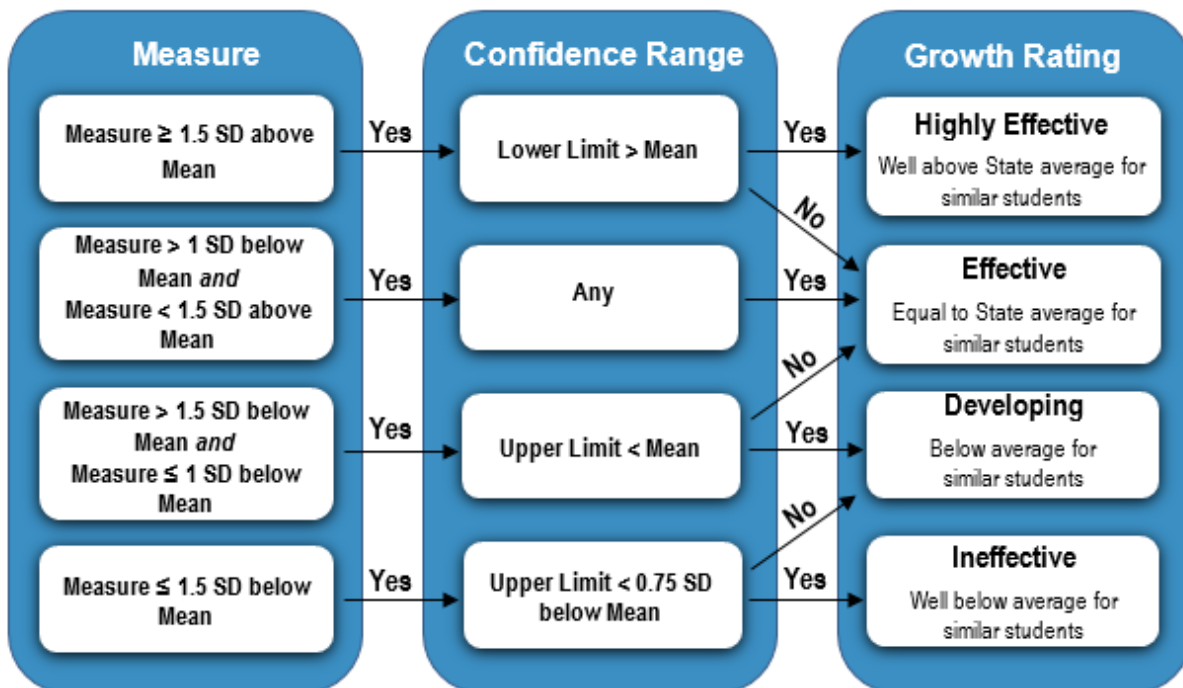 Measure
Confidence Range
Growth Rating
Measure ≥ 1.5 SD above
Mean
Yes
Lower Limit > Mean
Yes
Highly Effective
Well above State average for
similar students
No
Measure > 1 SD below
Mean and
Measure < 1.5 SD above
Mean
Yes
Any
Yes
Effective
Equal to State average for
similar students
No
Measure > 1.5 SD below
Mean and
Measure ≤ 1 SD below
Mean
Yes
Upper Limit < Mean
Yes
Developing
Below average for
similar students
No
Measure ≤ 1.5 SD below
Mean
Yes
Upper Limit < 0.75 SD
below Mean
Yes
Ineffective
Well below average for
similar students